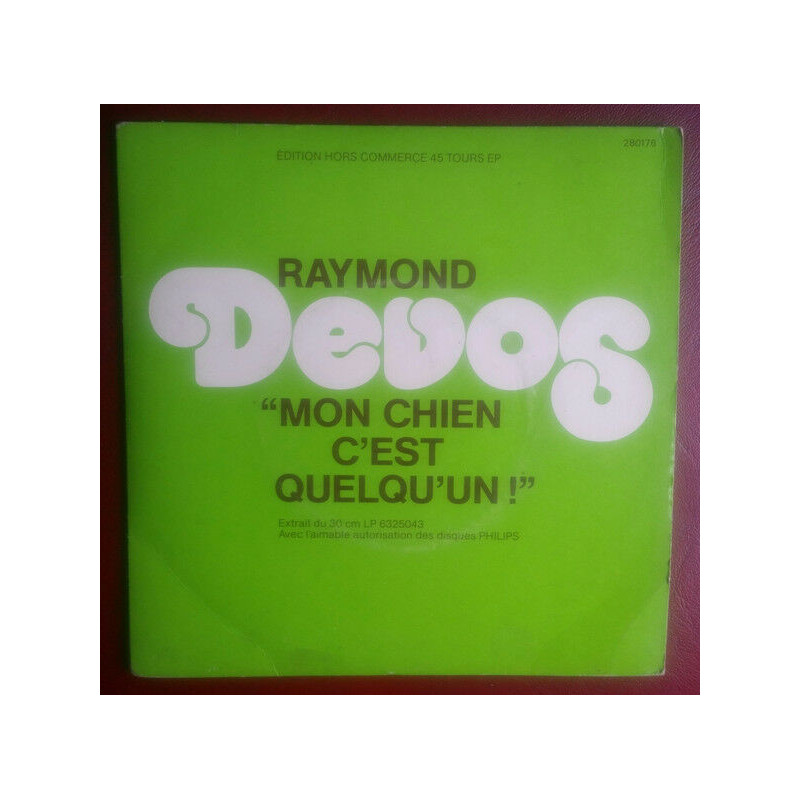 EDITION HORS COMMERCE 45 TOURS EP
280176
RAYMOND
Devos
“MON CHIEN
C'EST
QUELQU'UN !”
Extrait du 30 cm LP 6325043
Avec l'aimable autorisation des disques PHILIPS